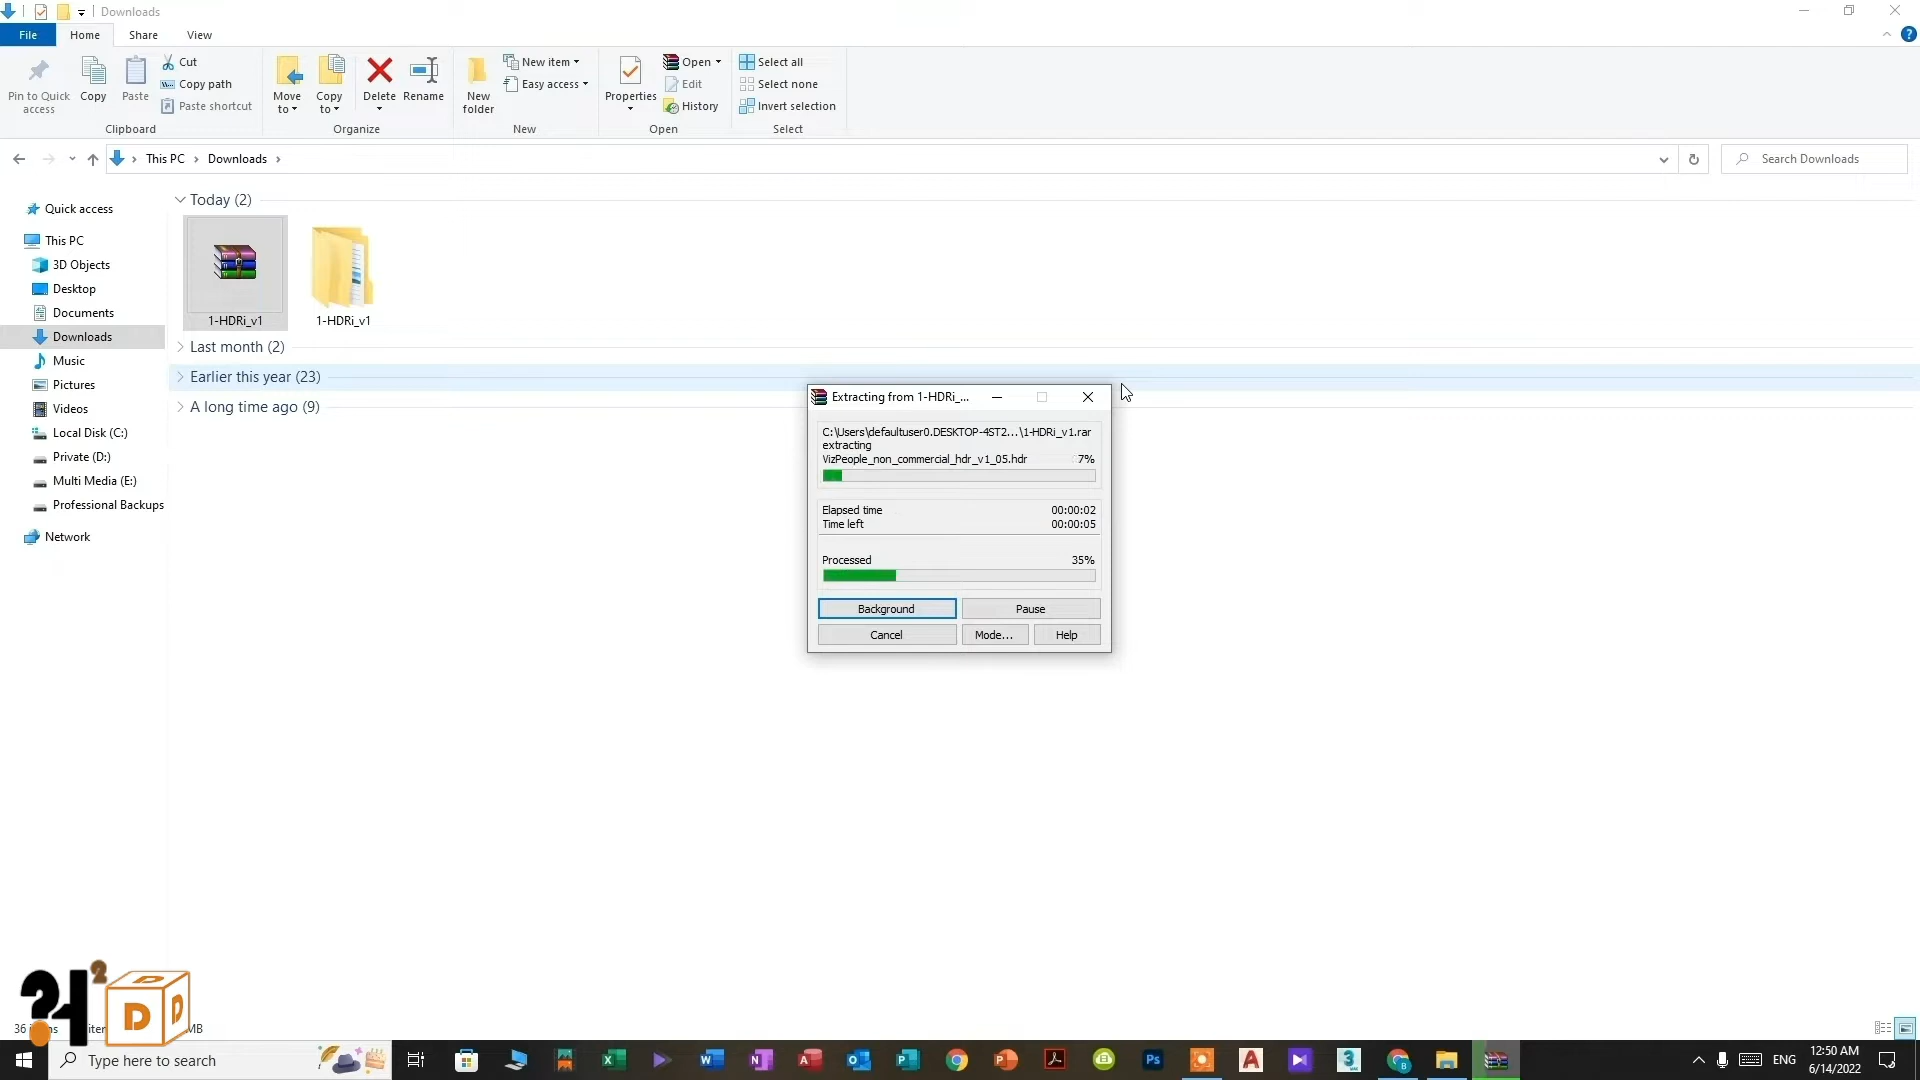 Downloads
File Home Share View
Pin to Quick access
Copy
Paste
Cut
Copy path
Paste shortcut
Clipboard
Move to
Copy to
Delete
Rename
Organize
New folder
New item
Easy access
New
Properties
Open
Edit
History
Open
Select all
Select none
Invert selection
Select
This PC Downloads
Search Downloads
Quick access
This PC
3D Objects
Desktop
Documents
Downloads
Music
Pictures
Videos
Local Disk (C:)
Private (D:)
Multi Media (E:)
Professional Backups
Network
Today (2)
1-HDRi_v1
1-HDRi_v1
Last month (2)
Earlier this year (23)
A long time ago (9)
Extracting from 1-HDRi_...
C:\Users\defaultuser0.DESKTOP-4ST2...\1-HDRi_v1.rar
extracting
VizPeople_non_commercial_hdr_v1_05.hdr 7%
Elapsed time 00:00:02
Time left 00:00:05
Processed 35%
Background Pause
Cancel Mode... Help
D D D
36 MB
Type here to search
ENG
12:50 AM
6/14/2022